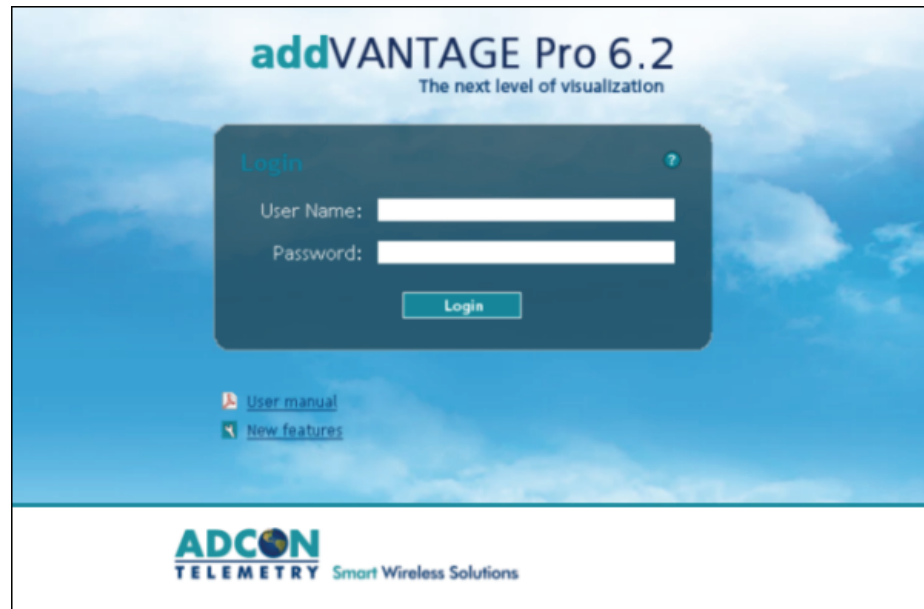 addVANTAGE Pro 6.2
The next level of visualization
Login
?
User Name:
Password:
Login
User manual
New features
ADCON
TELEMETRY Smart Wireless Solutions